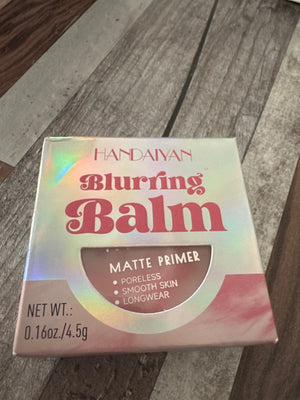 HANDAIYAN
Blurring
Balm
MATTE PRIMER
• PORELESS
• SMOOTH SKIN
• LONGWEAR
NET WT.:
0.16oz./4.5g